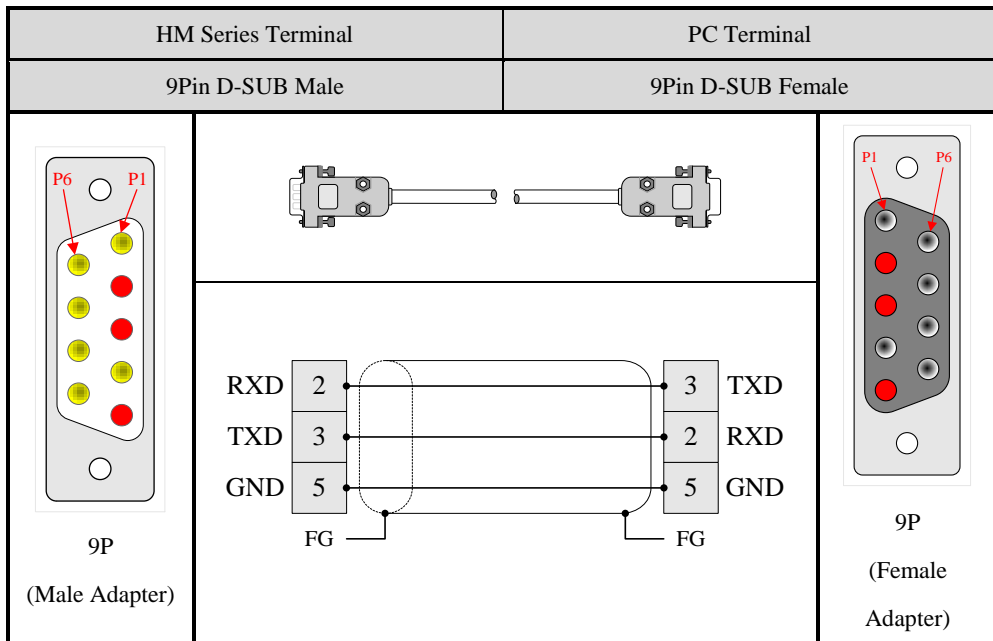 HM Series Terminal
PC Terminal
9Pin D-SUB Male
9Pin D-SUB Female
P6 P1
9P
(Male Adapter)
RXD 2 3 TXD
TXD 3 2 RXD
GND 5 5 GND
FG FG
P1 P6
9P
(Female
Adapter)